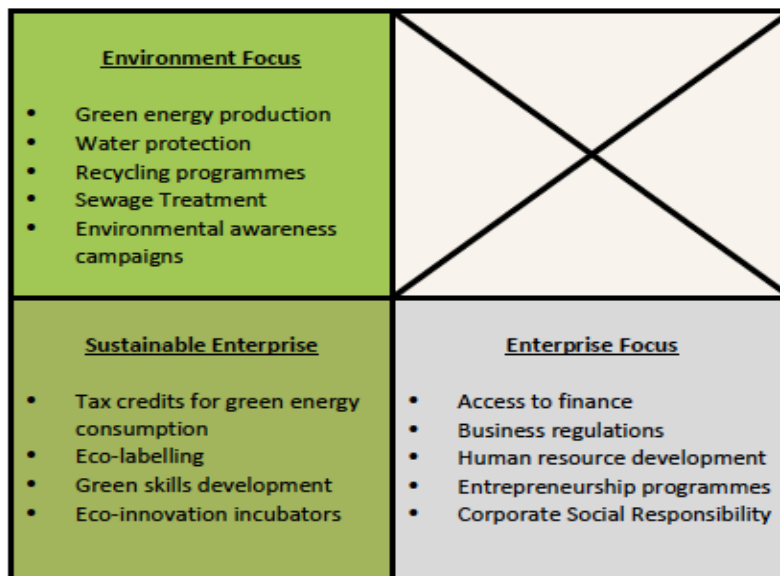 Environment Focus
• Green energy production
• Water protection
• Recycling programmes
• Sewage Treatment
• Environmental awareness
campaigns
Sustainable Enterprise
• Tax credits for green energy
consumption
• Eco-labelling
• Green skills development
• Eco-innovation incubators
Enterprise Focus
• Access to finance
• Business regulations
• Human resource development
• Entrepreneurship programmes
• Corporate Social Responsibility